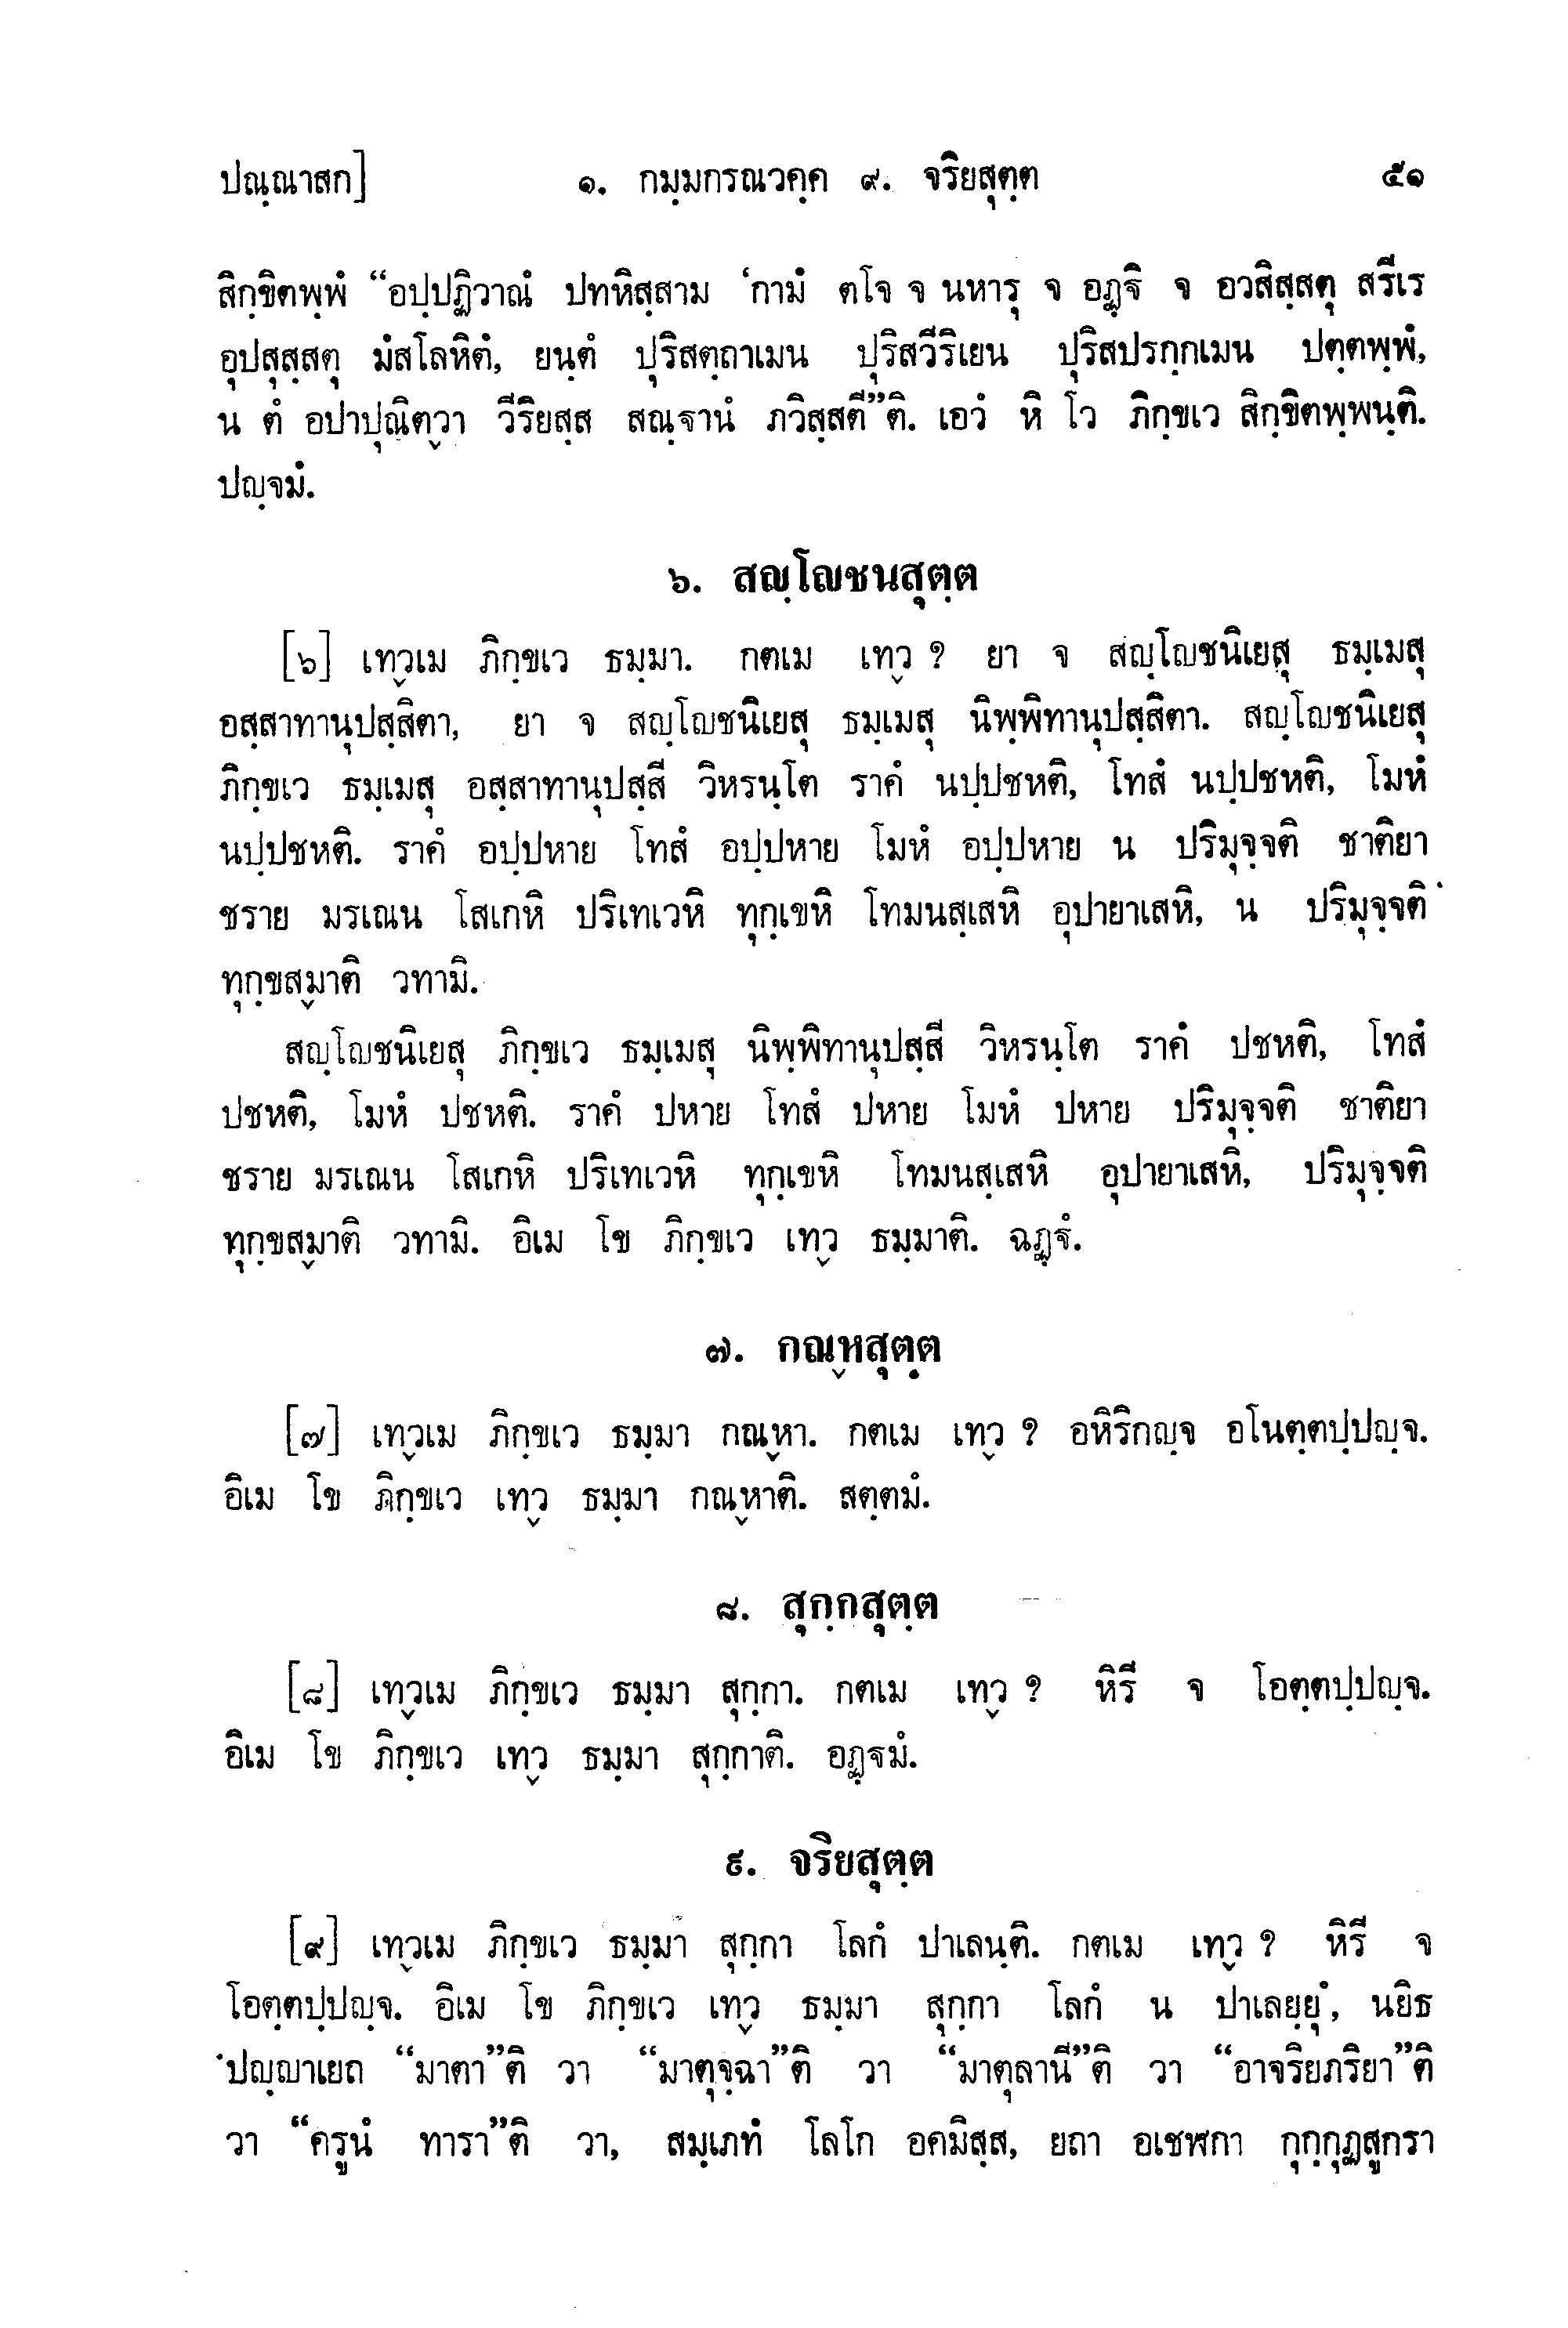 ปณฺณาสก] ๑. กมฺมกรณวคฺค ๙. จริยสุตฺต ๕๑
สิกฺขิตพฺพํ “อปฺปฏิวาณํ ปทหิสฺสาม ‘กามํ ตโจ จ นหารุ จ อฏฺฐิ จ อวสิสฺสตุ สรีเร
อุปสุสฺสตุ มํสโลหิตํ, ยนฺตํ ปุริสตฺถาเมน ปุริสวีริเยน ปุริสปรกฺกเมน ปตฺตพฺพํ,
น ตํ อปาปุณิตฺวา วีริยสฺส สณฺฐานํ ภวิสฺสตี”ติ. เอวํ หิ โว ภิกฺขเว สิกฺขิตพฺพนฺติ.
ปญฺจมํ.
๖. สญฺโญชนสุตฺต
[๖] เทฺวเม ภิกฺขเว ธมฺมา. กตเม เทฺว ? ยา จ สญฺโญชนิเยสุ ธมฺเมสุ
อสฺสาทานุปสฺสิตา, ยา จ สญฺโญชนิเยสุ ธมฺเมสุ นิพฺพิทานุปสฺสิตา. สญฺโญชนิเยสุ
ภิกฺขเว ธมฺเมสุ อสฺสาทานุปสฺสี วิหรนฺโต ราคํ นปฺปชหติ, โทสํ นปฺปชหติ, โมหํ
นปฺปชหติ. ราคํ อปฺปหาย โทสํ อปฺปหาย โมหํ อปฺปหาย น ปริมุจฺจติ ชาติยา
ชราย มรเณน โสเกหิ ปริเทเวหิ ทุกฺเขหิ โทมนสฺเสหิ อุปายาเสหิ, น ปริมุจฺจติ
ทุกฺขสฺมาติ วทามิ.
สญฺโญชนิเยสุ ภิกฺขเว ธมฺเมสุ นิพฺพิทานุปสฺสี วิหรนฺโต ราคํ ปชหติ, โทสํ
ปชหติ, โมหํ ปชหติ. ราคํ ปหาย โทสํ ปหาย โมหํ ปหาย ปริมุจฺจติ ชาติยา
ชราย มรเณน โสเกหิ ปริเทเวหิ ทุกฺเขหิ โทมนสฺเสหิ อุปายาเสหิ, ปริมุจฺจติ
ทุกฺขสฺมาติ วทามิ. อิเม โข ภิกฺขเว เทฺว ธมฺมาติ. ฉฏฺฐํ.
๗. กณฺหสุตฺต
[๗] เทฺวเม ภิกฺขเว ธมฺมา กณฺหา. กตเม เทฺว ? อหิริกญฺจ อโนตฺตปฺปญฺจ.
อิเม โข ภิกฺขเว เทฺว ธมฺมา กณฺหาติ. สตฺตมํ.
๘. สุกฺกสุตฺต
[๘] เทฺวเม ภิกฺขเว ธมฺมา สุกฺกา. กตเม เทฺว ? หิรี จ โอตฺตปฺปญฺจ.
อิเม โข ภิกฺขเว เทฺว ธมฺมา สุกฺกาติ. อฏฺฐมํ.
๙. จริยสุตฺต
[๙] เทฺวเม ภิกฺขเว ธมฺมา สุกฺกา โลกํ ปาเลนฺติ. กตเม เทฺว ? หิรี จ
โอตฺตปฺปญฺจ. อิเม โข ภิกฺขเว เทฺว ธมฺมา สุกฺกา โลกํ น ปาเลยฺยุํ, นยิธ
ปญฺญาเยถ “มาตา”ติ วา “มาตุจฺฉา”ติ วา “มาตุลานี”ติ วา “อาจริยภริยา”ติ
วา “ครูนํ ทารา”ติ วา, สมฺเภทํ โลโก อคมิสฺส, ยถา อเชฬกา กุกฺกุฏสูกรา